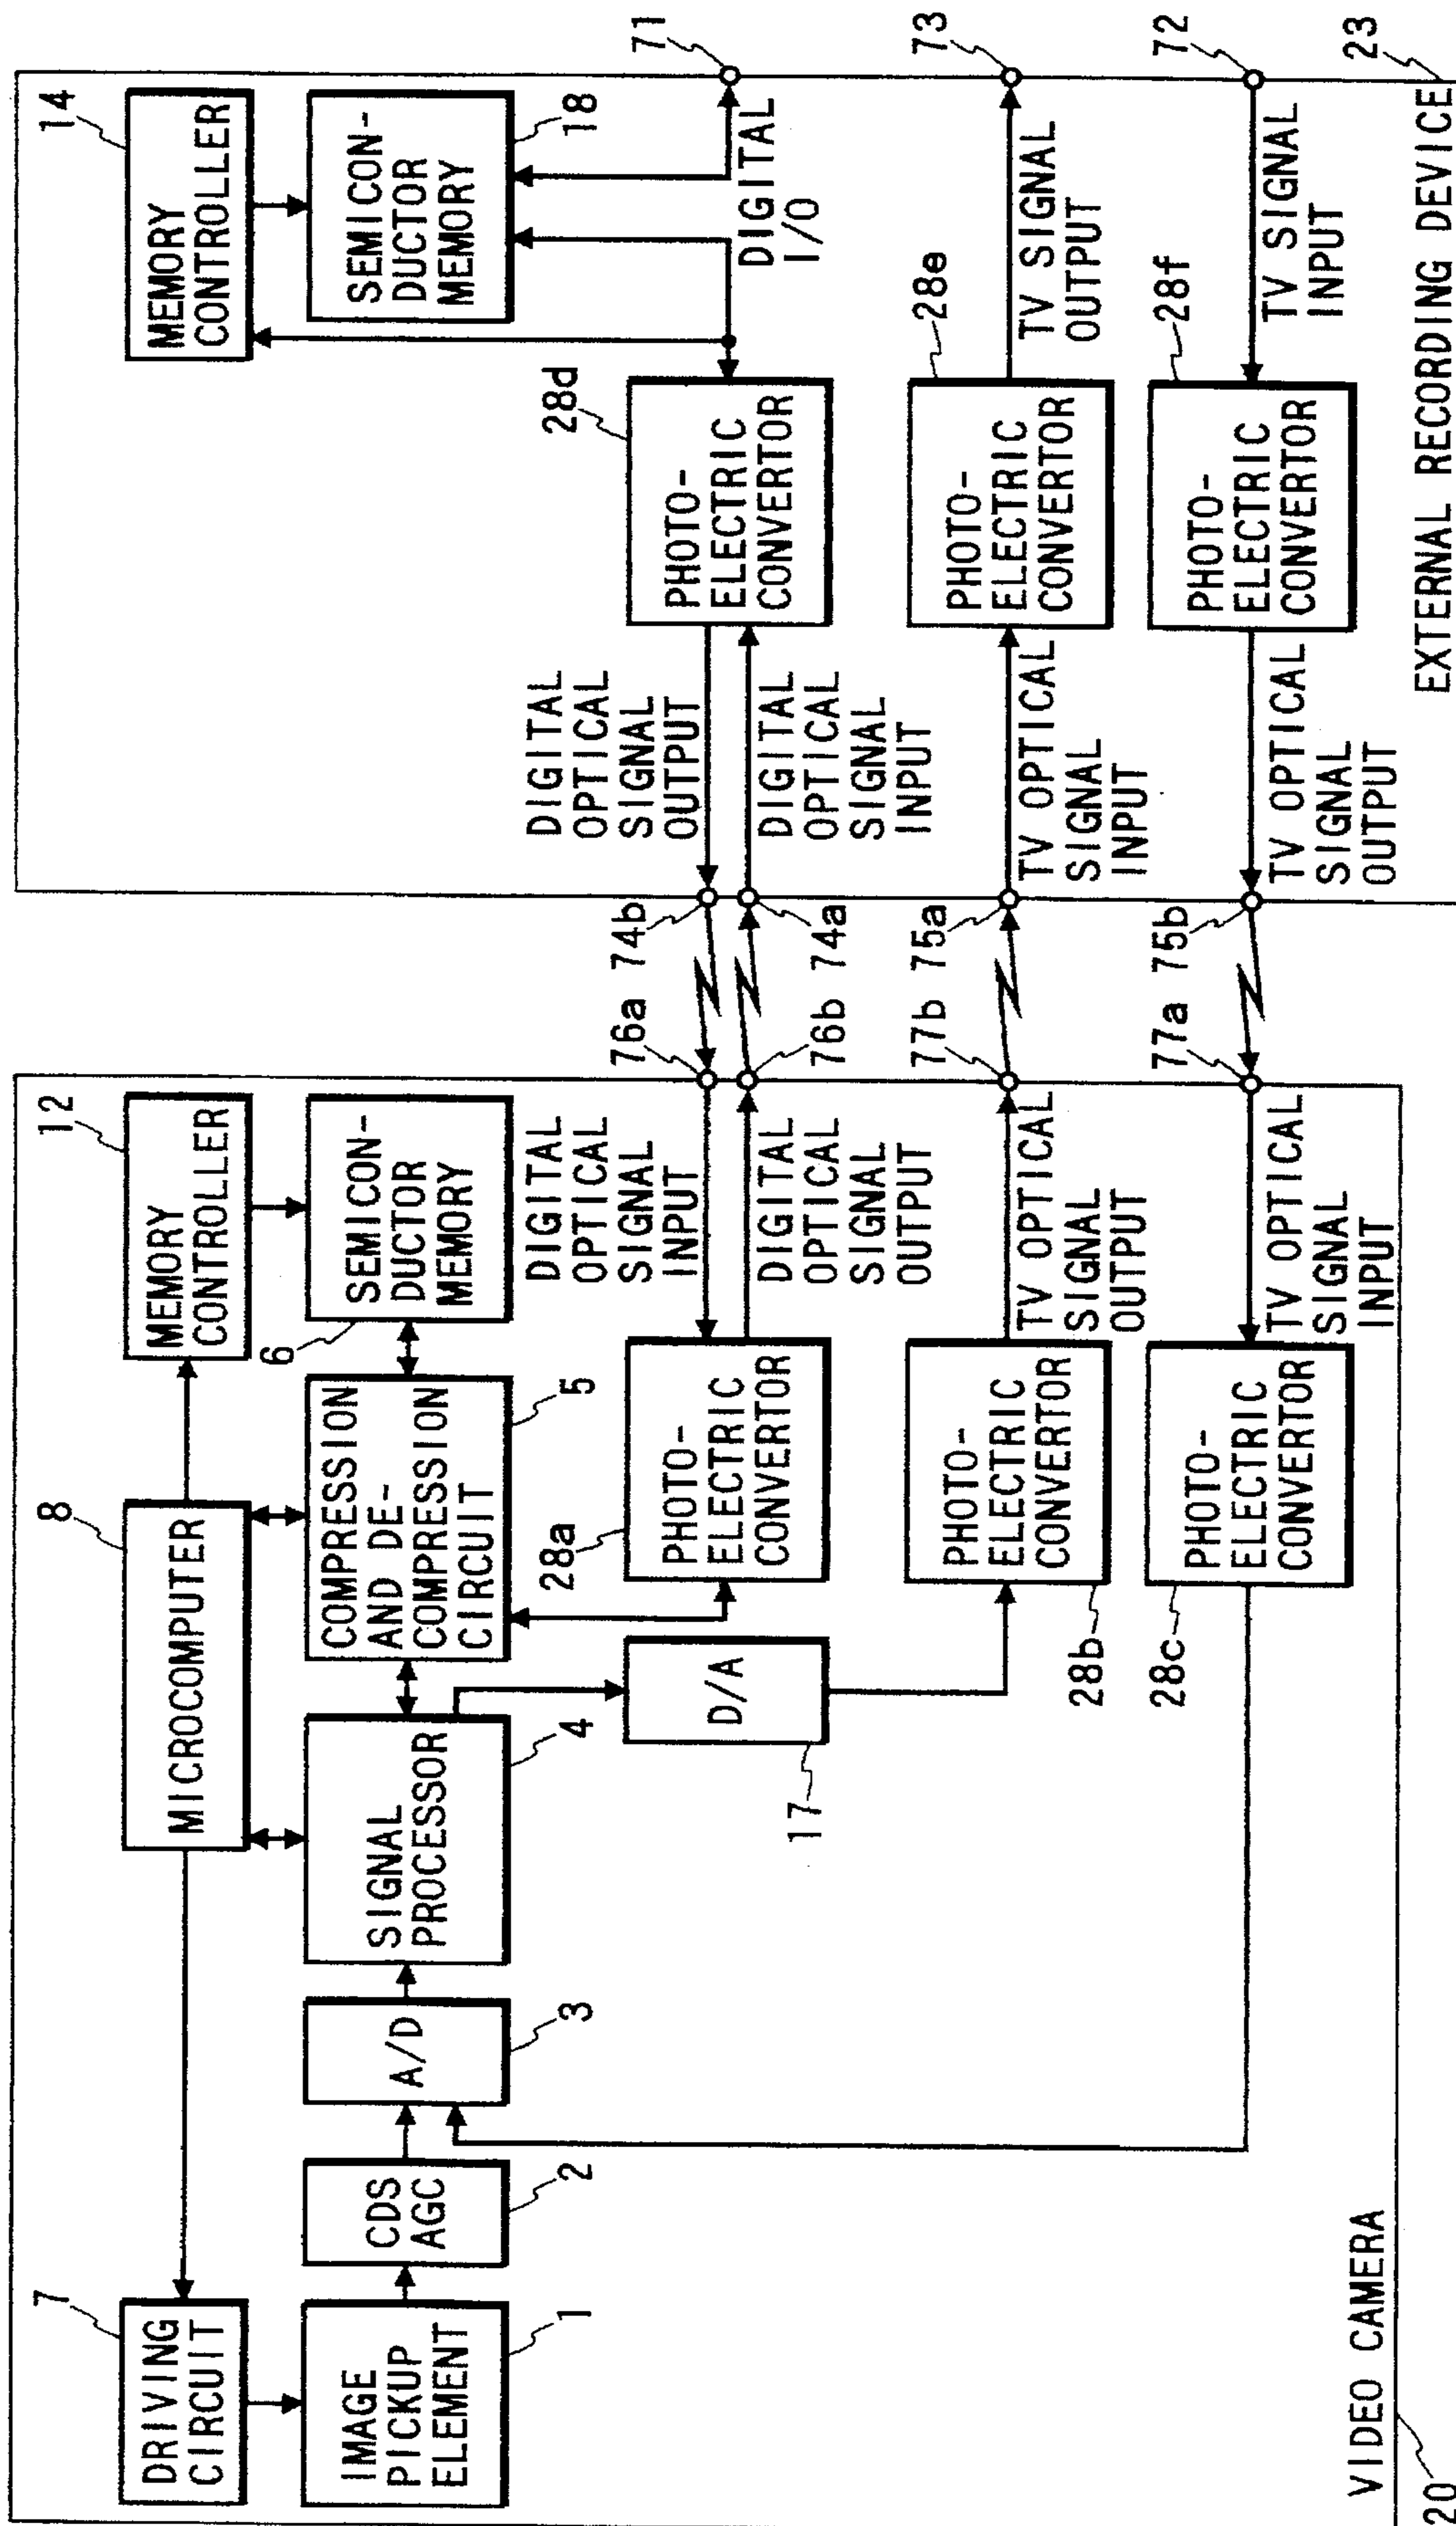 7
DRIVING
CIRCUIT
8
MICROCOMPUTER
12
MEMORY
CONTROLLER
IMAGE
PICKUP
ELEMENT
1
CDS
AGC
2
A/D
3
SIGNAL
PROCESSOR
4
COMPRESSION
AND DE-
COMPRESSION
CIRCUIT
5
SEMICON-
DUCTOR
MEMORY
6
D/A
17
28a
PHOTO-
ELECTRIC
CONVERTOR
DIGITAL
OPTICAL
SIGNAL
INPUT
DIGITAL
OPTICAL
SIGNAL
OUTPUT
PHOTO-
ELECTRIC
CONVERTOR
28b
TV OPTICAL
SIGNAL
OUTPUT
PHOTO-
ELECTRIC
CONVERTOR
28c
TV OPTICAL
SIGNAL
INPUT
VIDEO CAMERA
20
76a
74b
76b
74a
77b
75a
77a
75b
14
MEMORY
CONTROLLER
SEMICON-
DUCTOR
MEMORY
18
DIGITAL
OPTICAL
SIGNAL
OUTPUT
DIGITAL
OPTICAL
SIGNAL
INPUT
28d
PHOTO-
ELECTRIC
CONVERTOR
DIGITAL
I/O
71
TV OPTICAL
SIGNAL
INPUT
PHOTO-
ELECTRIC
CONVERTOR
28e
TV SIGNAL
OUTPUT
73
TV OPTICAL
SIGNAL
OUTPUT
PHOTO-
ELECTRIC
CONVERTOR
28f
TV SIGNAL
INPUT
72
EXTERNAL RECORDING DEVICE
23